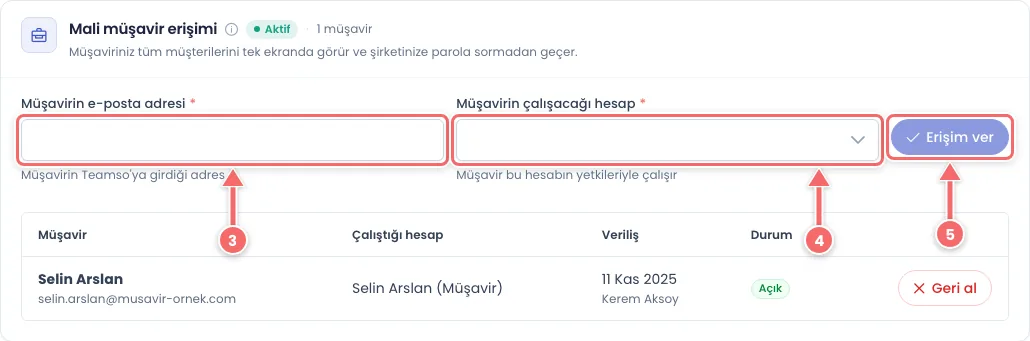 Mali müşavir erişimi Aktif · 1 müşavir
Müşaviriniz tüm müşterilerini tek ekranda görür ve şirketinize parola sormadan geçer.
Müşavirin e-posta adresi *
Müşavirin çalışacağı hesap *
Erişim ver
Müşavirin Teamso'ya girdiği adres
Müşavir bu hesabın yetkileriyle çalışır
3
4
5
Müşavir Çalıştığı hesap Veriliş Durum
Selin Arslan
selin.arslan@musavir-ornek.com
Selin Arslan (Müşavir)
11 Kas 2025
Kerem Aksoy
Açık
Geri al